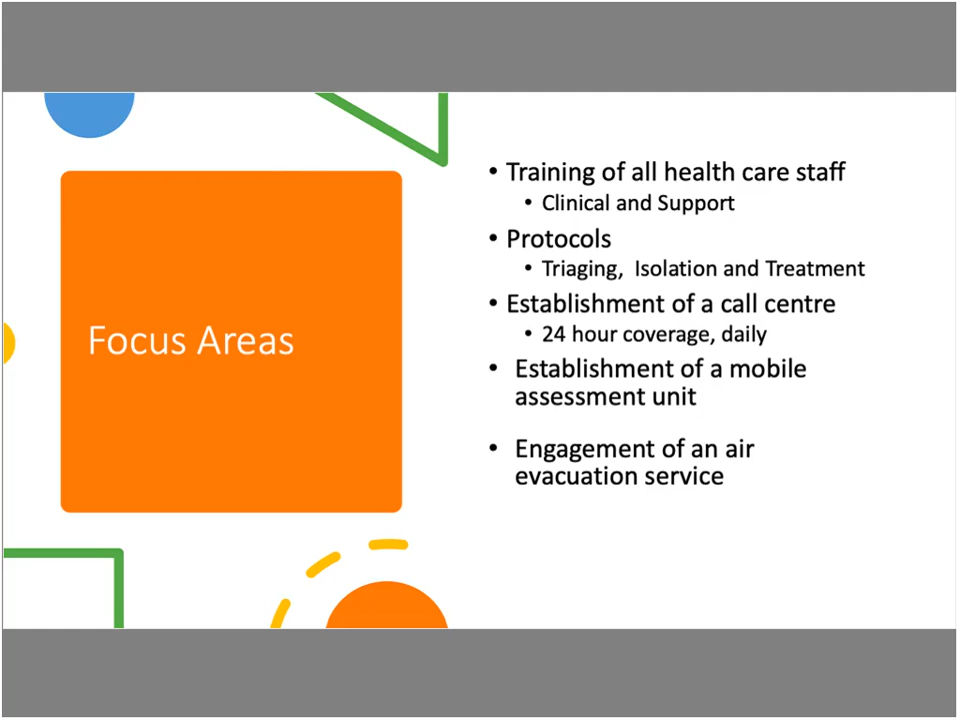 Focus Areas
• Training of all health care staff
• Clinical and Support
• Protocols
• Triaging,  Isolation and Treatment
• Establishment of a call centre
• 24 hour coverage, daily
• Establishment of a mobile
assessment unit
• Engagement of an air
evacuation service